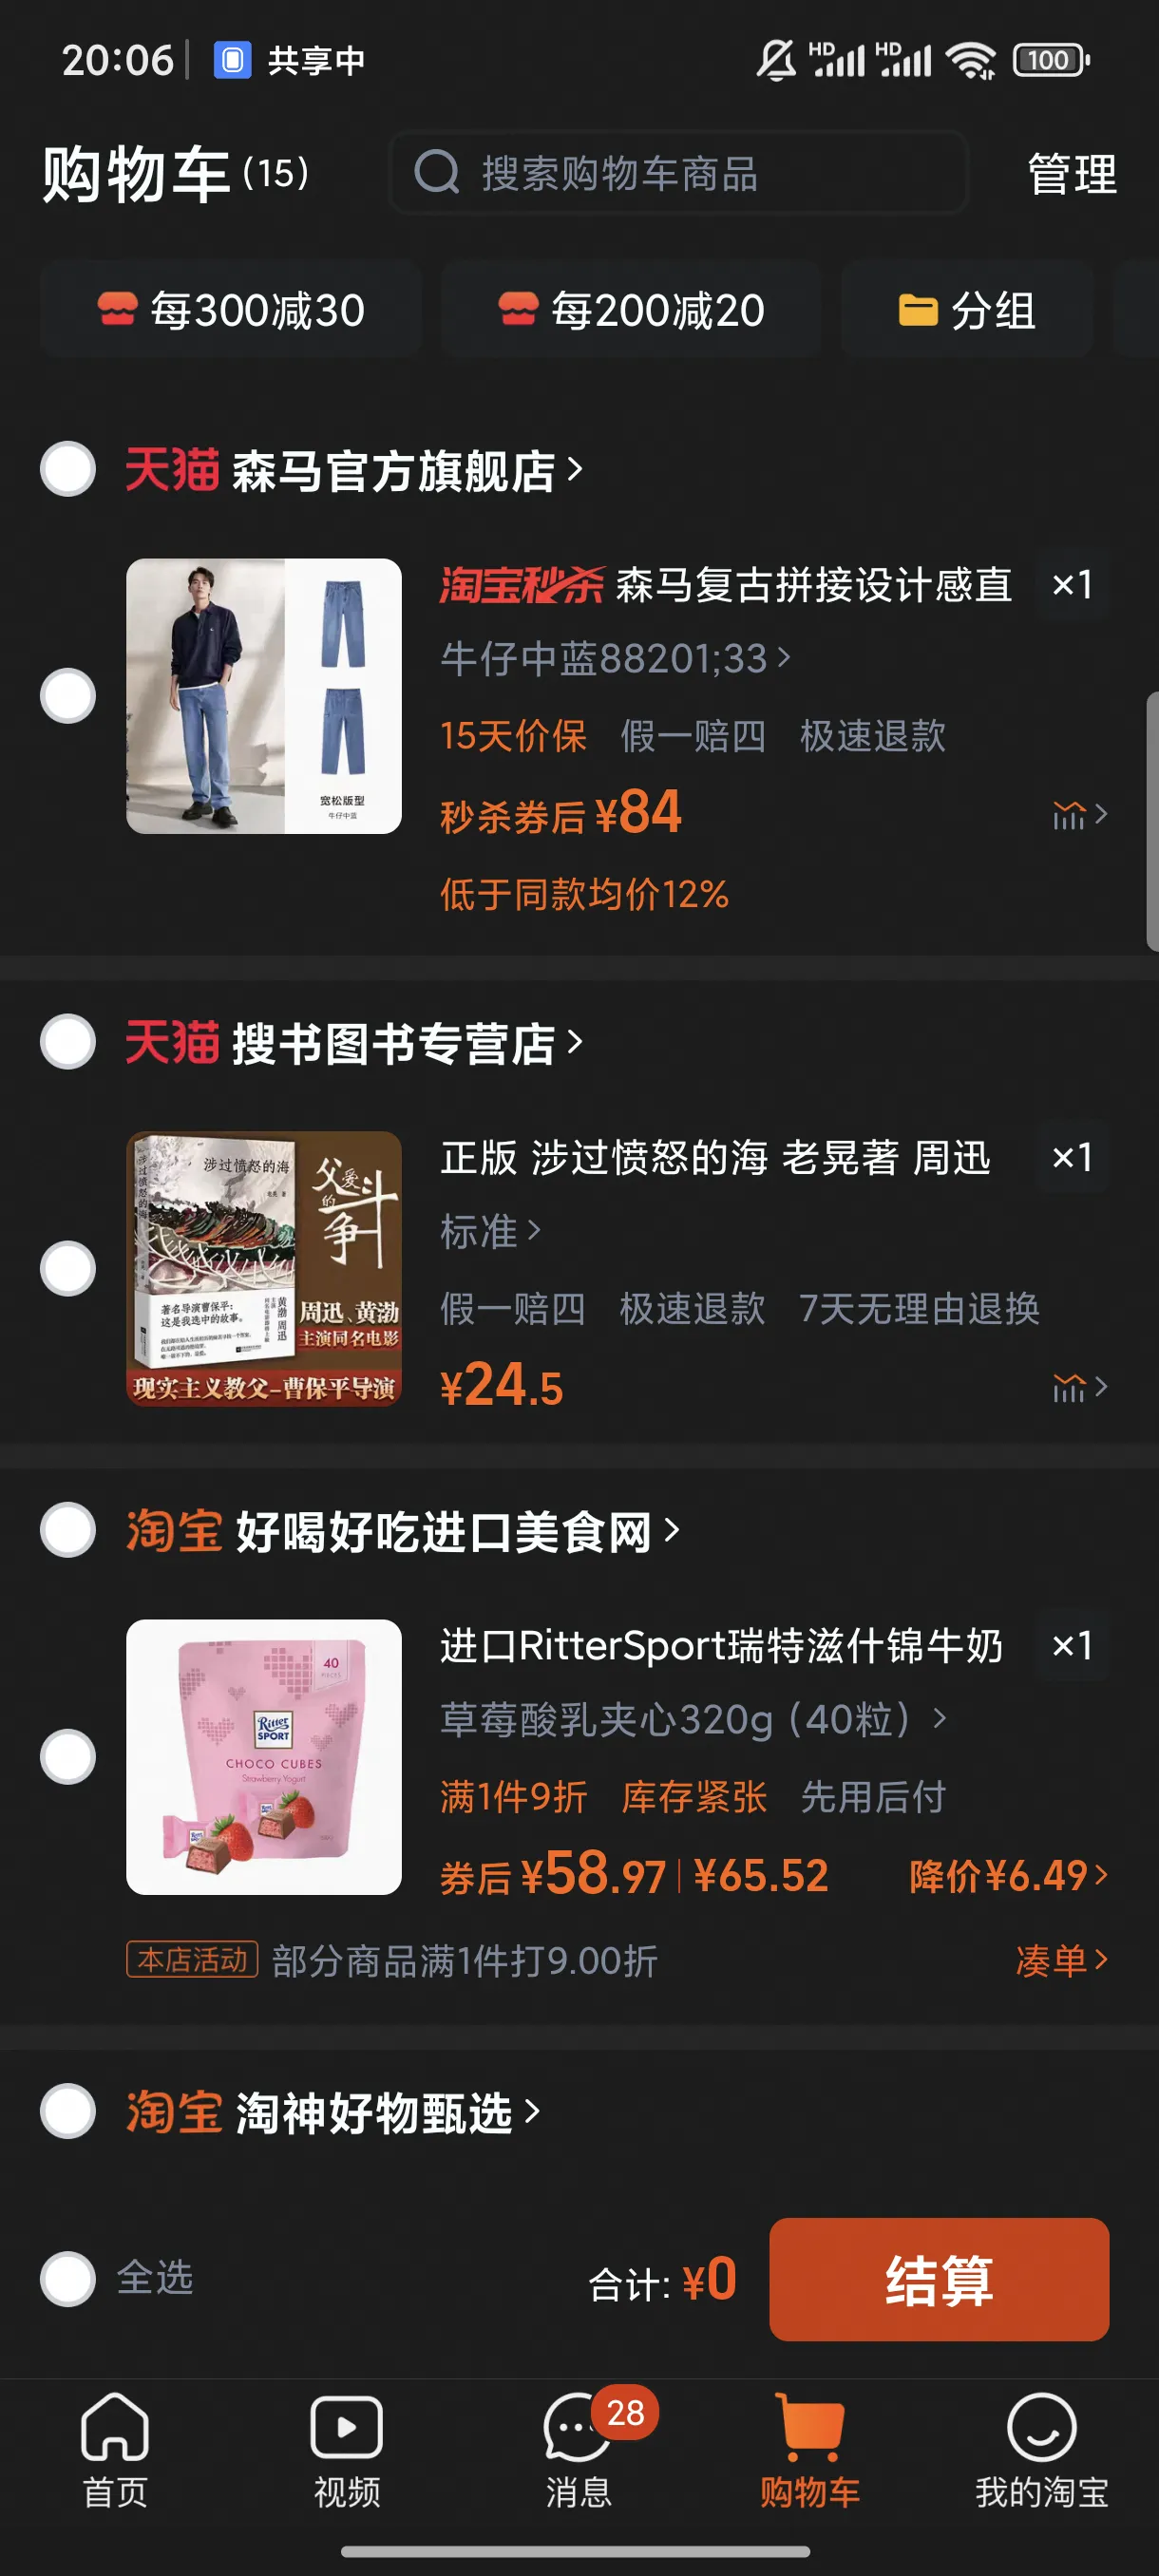 20:06 共享中 HD HD 100
购物车(15) 搜索购物车商品 管理
每300减30 每200减20 分组
天猫 森马官方旗舰店
淘宝秒杀 森马复古拼接设计感直 ×1
牛仔中蓝88201;33
15天价保 假一赔四 极速退款
宽松版型
牛仔中蓝
秒杀券后 ¥84
低于同款均价12%
天猫 搜书图书专营店
正版 涉过愤怒的海 老晃著 周迅 ×1
标准
假一赔四 极速退款 7天无理由退换
¥24.5
涉过愤怒的海
涉过愤怒的海
老晃 著
父爱的斗争
著名导演曹保平:
这是我选中的故事。
黄渤 周迅
周迅、黄渤
主演同名电影
现实主义教父-曹保平导演
淘宝 好喝好吃进口美食网
进口RitterSport瑞特滋什锦牛奶 ×1
草莓酸乳夹心320g（40粒）
满1件9折 库存紧张 先用后付
券后 ¥58.97 ¥65.52 降价¥6.49
40
PIECES
Ritter
SPORT
CHOCO CUBES
Strawberry Yogurt
本店活动 部分商品满1件打9.00折 凑单
淘宝 淘神好物甄选
全选 合计: ¥0 结算
28
首页 视频 消息 购物车 我的淘宝